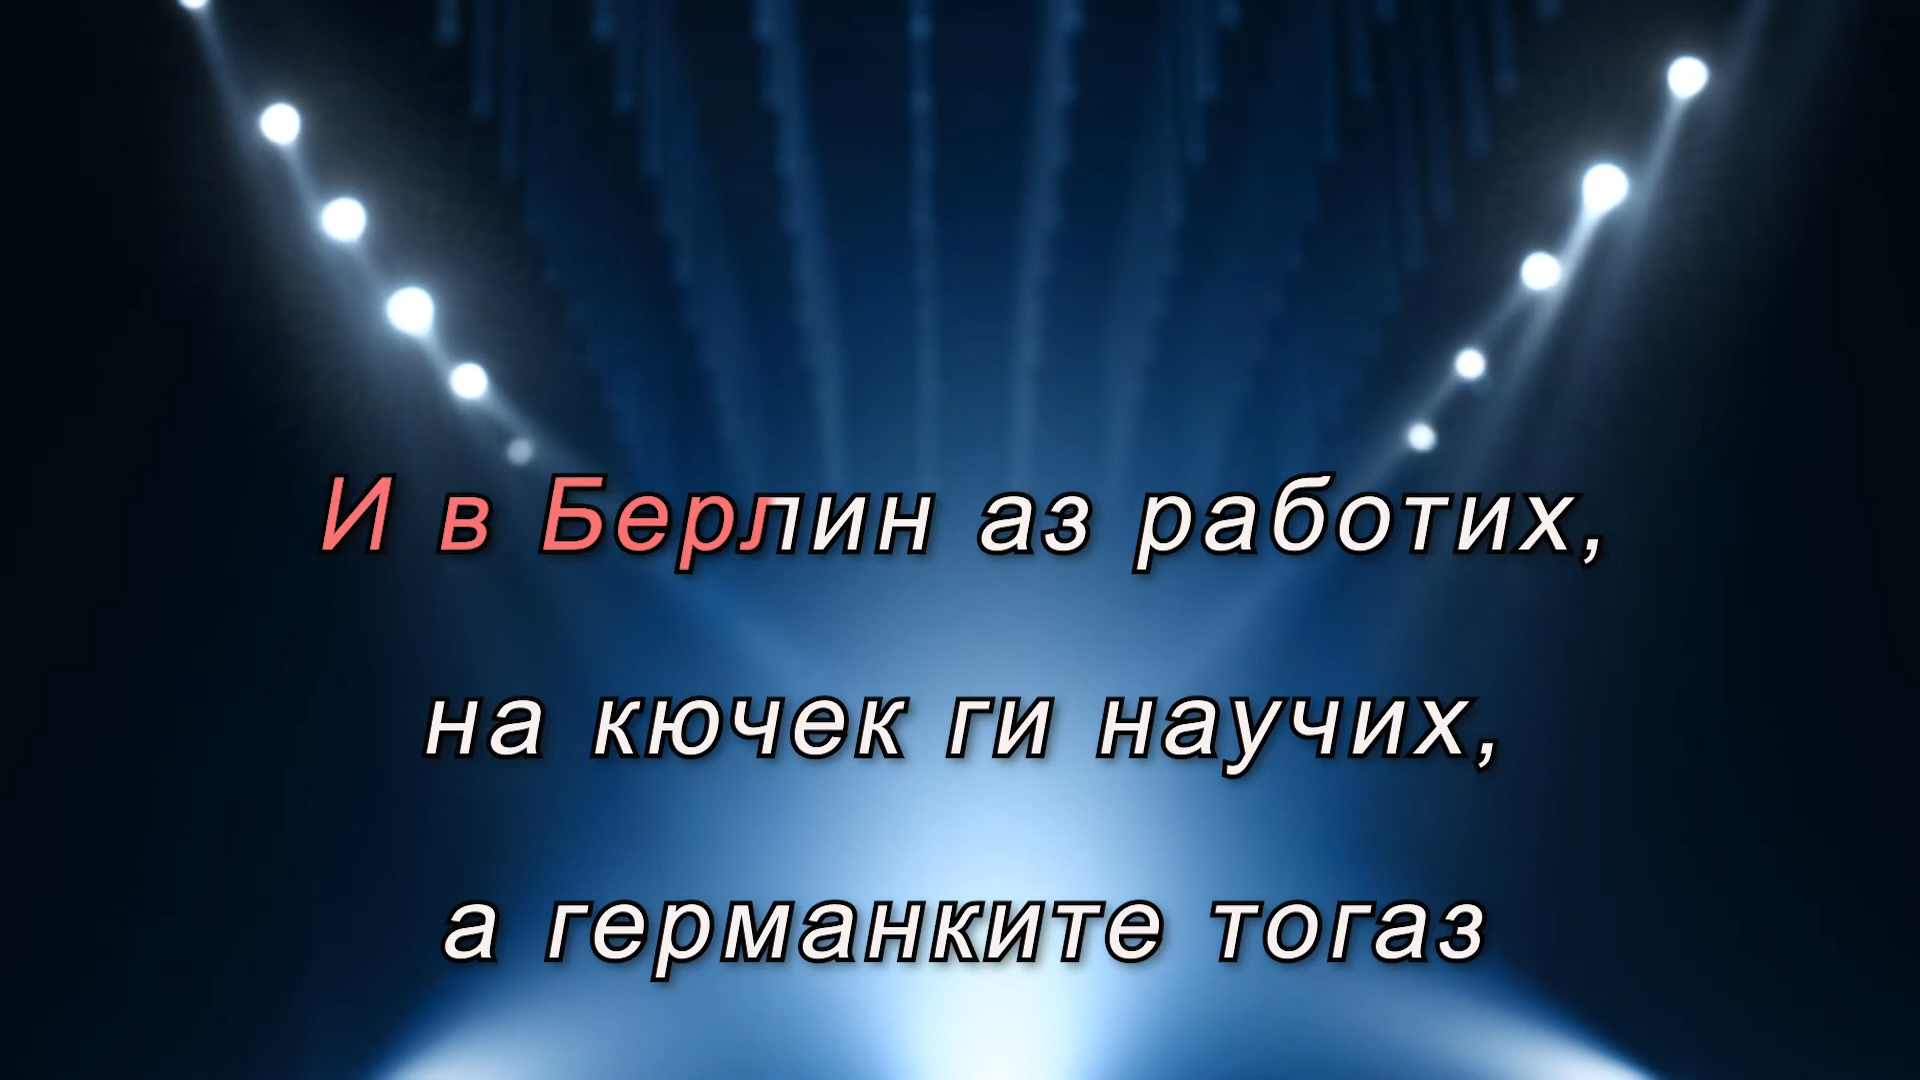 И в Берлин аз работих,
на кючек ги научих,
а германките тогаз